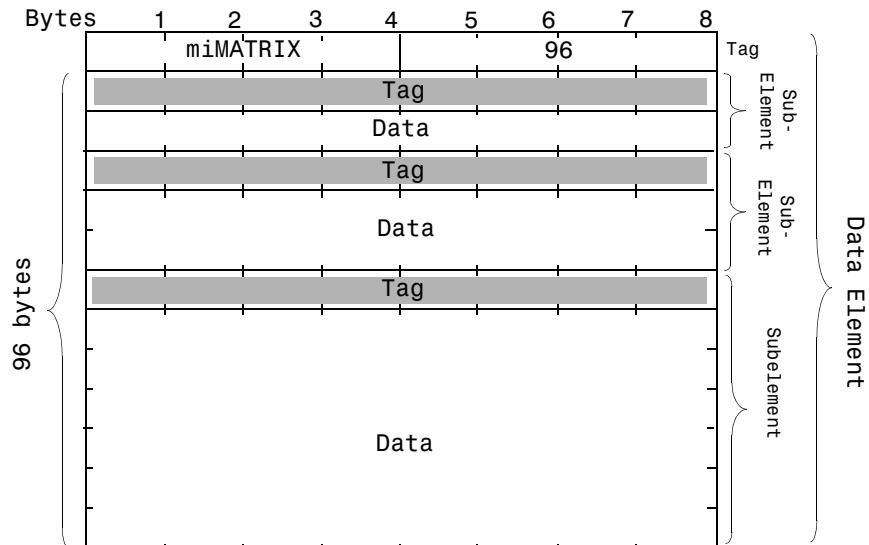 Bytes 1 2 3 4 5 6 7 8
miMATRIX 96 Tag
Tag
Data
Sub-
Element
Tag
Data
Sub-
Element
Tag
Data
Subelement
96 bytes
Data Element